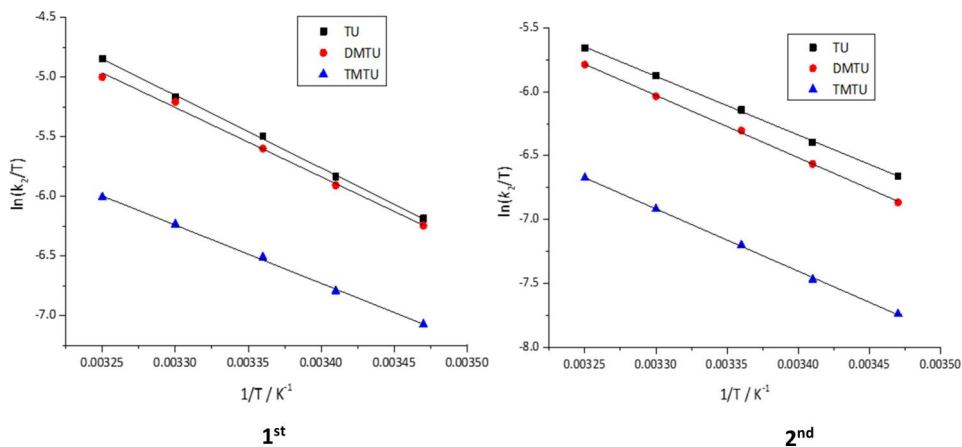 -4.5
-5.0
-5.5
-6.0
-6.5
-7.0
ln(k₂/T)
TU
DMTU
TMTU
0.00325
0.00330
0.00335
0.00340
0.00345
0.00350
1/T / K⁻¹
1st
-5.5
-6.0
-6.5
-7.0
-7.5
-8.0
ln(k₂/T)
TU
DMTU
TMTU
0.00325
0.00330
0.00335
0.00340
0.00345
0.00350
1/T / K⁻¹
2nd